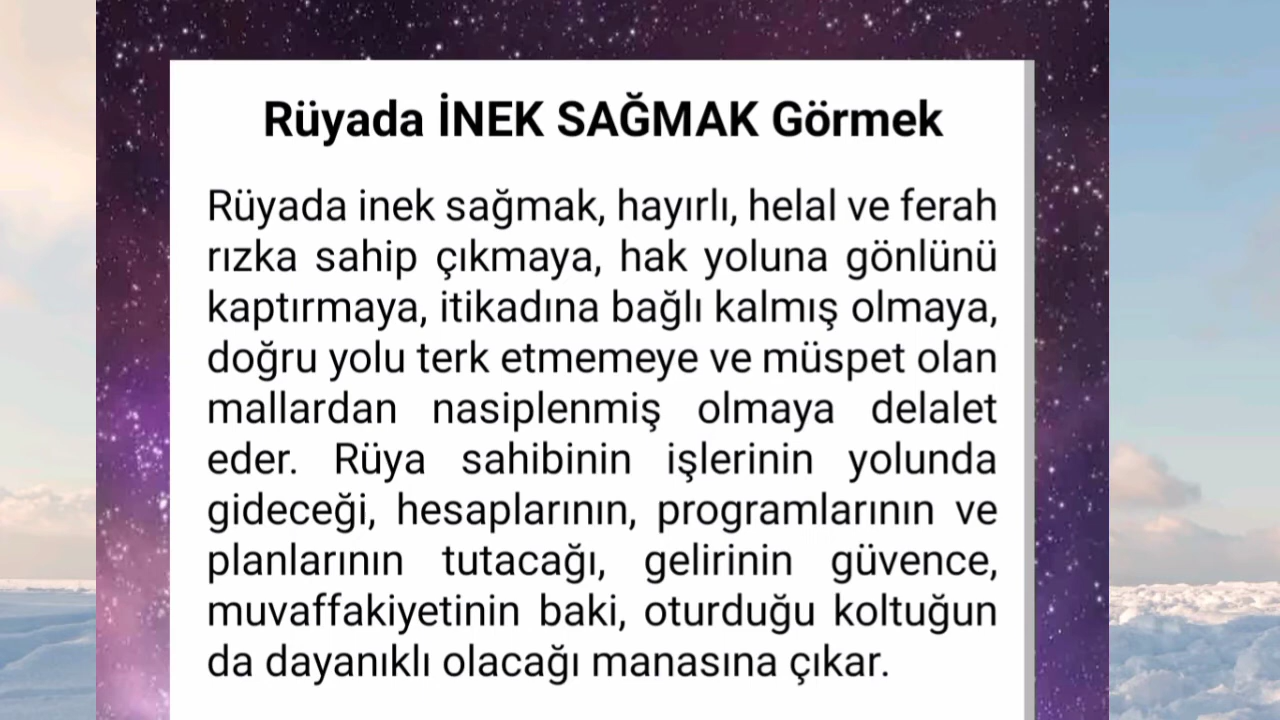 Rüyada İNEK SAĞMAK Görmek
Rüyada inek sağmak, hayırlı, helal ve ferah
rızka sahip çıkmaya, hak yoluna gönlünü
kaptırmaya, itikadına bağlı kalmış olmaya,
doğru yolu terk etmemeye ve müspet olan
mallardan nasiplenmiş olmaya delalet
eder. Rüya sahibinin işlerinin yolunda
gideceği, hesaplarının, programlarının ve
planlarının tutacağı, gelirinin güvence,
muvaffakiyetinin baki, oturduğu koltuğun
da dayanıklı olacağı manasına çıkar.